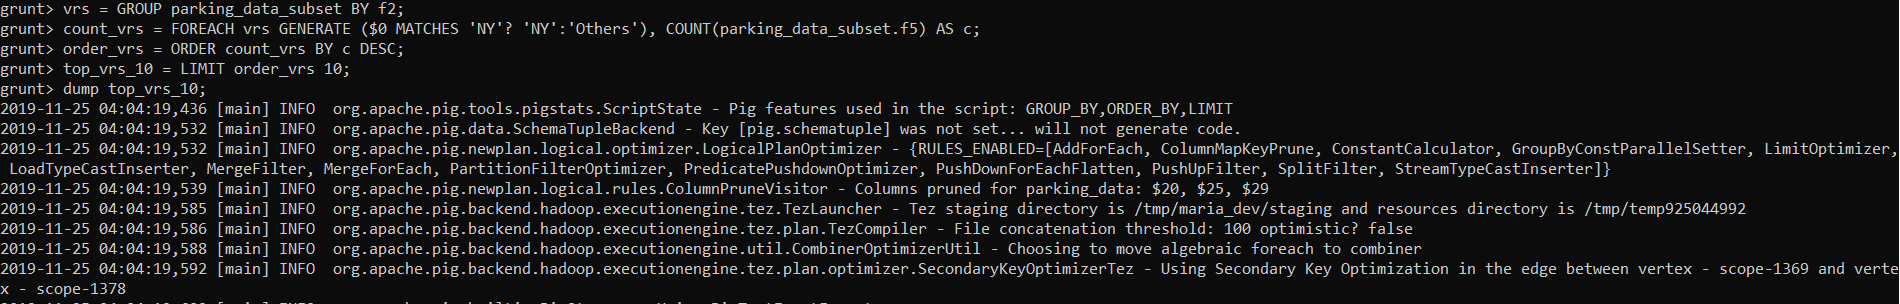 grunt> vrs = GROUP parking_data_subset BY f2;
grunt> count_vrs = FOREACH vrs GENERATE ($0 MATCHES 'NY'? 'NY':'Others'), COUNT(parking_data_subset.f5) AS c;
grunt> order_vrs = ORDER count_vrs BY c DESC;
grunt> top_vrs_10 = LIMIT order_vrs 10;
grunt> dump top_vrs_10;
2019-11-25 04:04:19,436 [main] INFO  org.apache.pig.tools.pigstats.ScriptState - Pig features used in the script: GROUP_BY,ORDER_BY,LIMIT
2019-11-25 04:04:19,532 [main] INFO  org.apache.pig.data.SchemaTupleBackend - Key [pig.schematuple] was not set... will not generate code.
2019-11-25 04:04:19,532 [main] INFO  org.apache.pig.newplan.logical.optimizer.LogicalPlanOptimizer - {RULES_ENABLED=[AddForEach, ColumnMapKeyPrune, ConstantCalculator, GroupByConstParallelSetter, LimitOptimizer,
 LoadTypeCastInserter, MergeFilter, MergeForEach, PartitionFilterOptimizer, PredicatePushdownOptimizer, PushDownForEachFlatten, PushUpFilter, SplitFilter, StreamTypeCastInserter]}
2019-11-25 04:04:19,539 [main] INFO  org.apache.pig.newplan.logical.rules.ColumnPruneVisitor - Columns pruned for parking_data: $20, $25, $29
2019-11-25 04:04:19,585 [main] INFO  org.apache.pig.backend.hadoop.executionengine.tez.TezLauncher - Tez staging directory is /tmp/maria_dev/staging and resources directory is /tmp/temp925044992
2019-11-25 04:04:19,586 [main] INFO  org.apache.pig.backend.hadoop.executionengine.tez.plan.TezCompiler - File concatenation threshold: 100 optimistic? false
2019-11-25 04:04:19,588 [main] INFO  org.apache.pig.backend.hadoop.executionengine.util.CombinerOptimizerUtil - Choosing to move algebraic foreach to combiner
2019-11-25 04:04:19,592 [main] INFO  org.apache.pig.backend.hadoop.executionengine.tez.plan.optimizer.SecondaryKeyOptimizerTez - Using Secondary Key Optimization in the edge between vertex - scope-1369 and verte
x - scope-1378